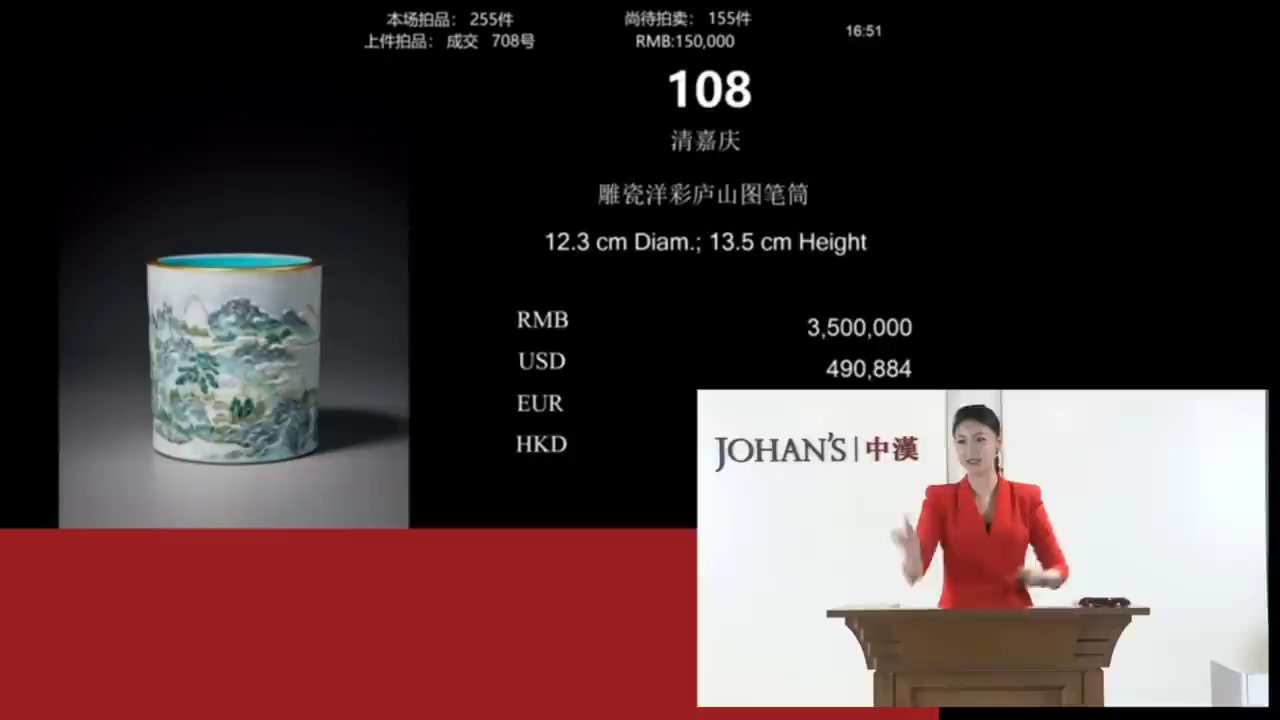 本场拍品： 255件
尚待拍卖： 155件
上件拍品： 成交 708号
RMB:150,000
16:51
108
清嘉庆
雕瓷洋彩庐山图笔筒
12.3 cm Diam.; 13.5 cm Height
RMB 3,500,000
USD 490,884
EUR
HKD
JOHAN'S | 中漢